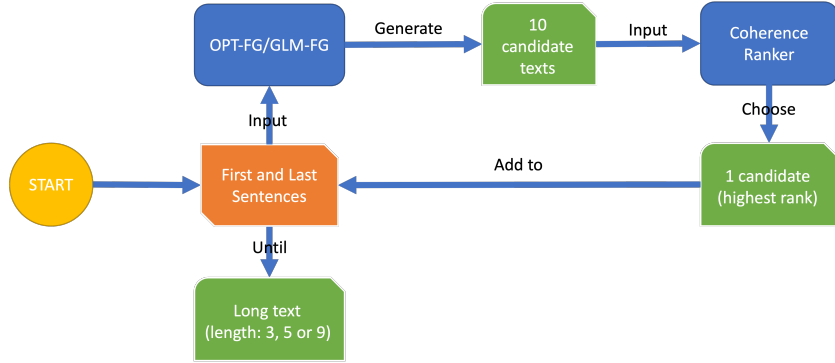 OPT-FG/GLM-FG
Generate
10
candidate
texts
Input
Coherence
Ranker
Input
Choose
START
First and Last
Sentences
Add to
1 candidate
(highest rank)
Until
Long text
(length: 3, 5 or 9)